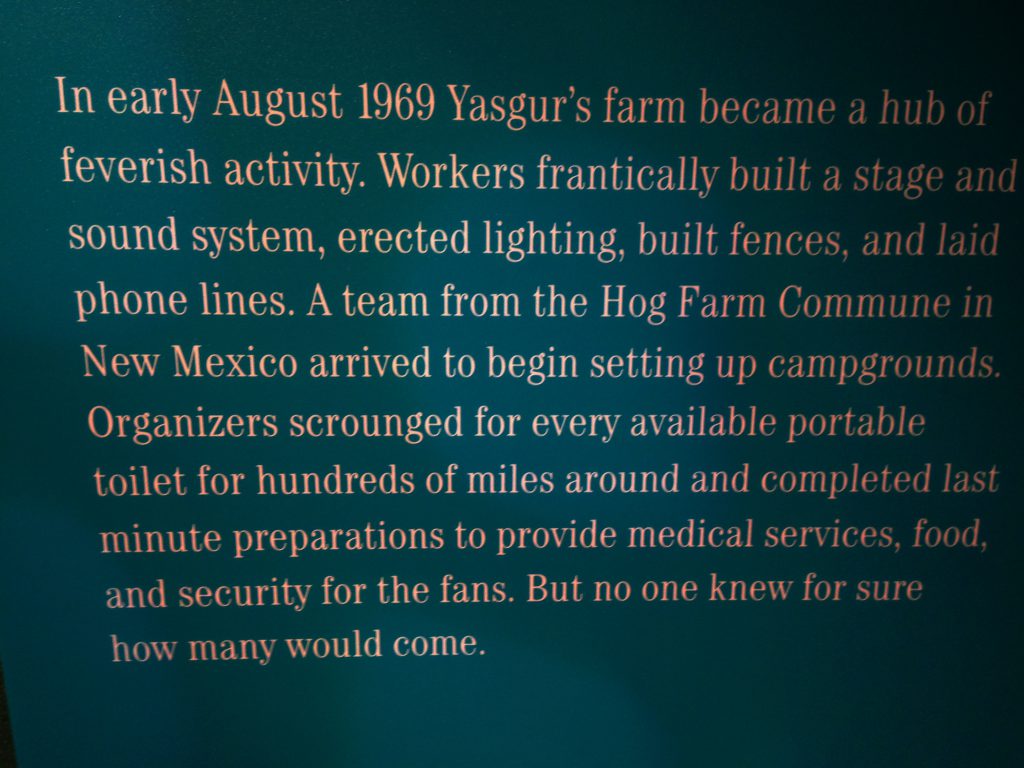 In early August 1969 Yasgur's farm became a hub of
feverish activity. Workers frantically built a stage and
sound system, erected lighting, built fences, and laid
phone lines. A team from the Hog Farm Commune in
New Mexico arrived to begin setting up campgrounds.
Organizers scrounged for every available portable
toilet for hundreds of miles around and completed last
minute preparations to provide medical services, food,
and security for the fans. But no one knew for sure
how many would come.